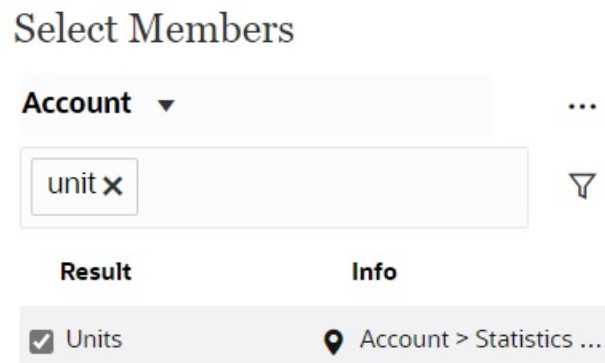 Select Members
Account ...
unit
Result Info
Units Account > Statistics ...